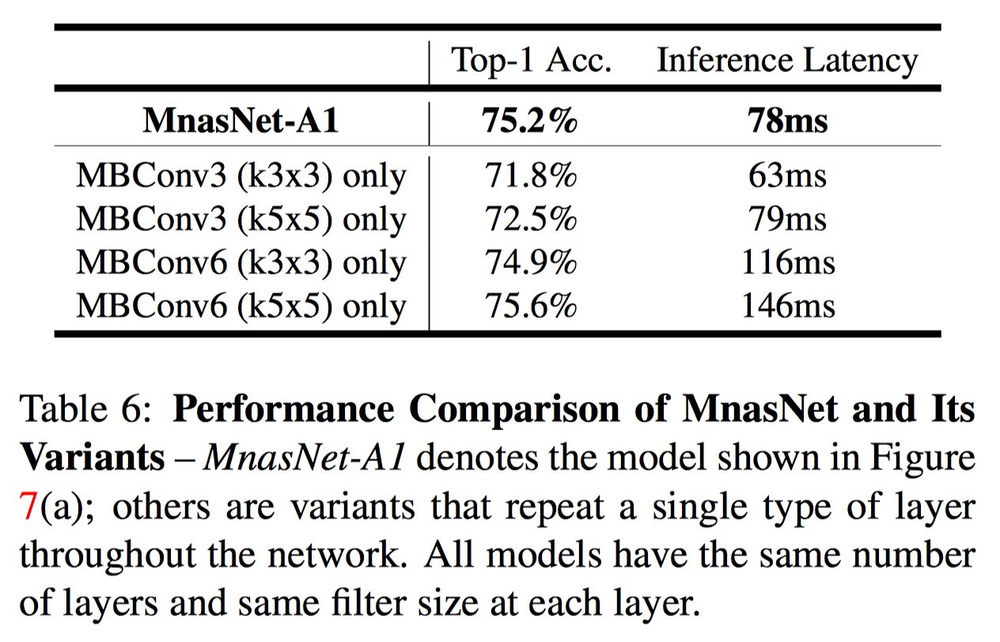 Top-1 Acc. Inference Latency
MnasNet-A1 75.2% 78ms
MBConv3 (k3x3) only 71.8% 63ms
MBConv3 (k5x5) only 72.5% 79ms
MBConv6 (k3x3) only 74.9% 116ms
MBConv6 (k5x5) only 75.6% 146ms
Table 6: Performance Comparison of MnasNet and Its
Variants – MnasNet-A1 denotes the model shown in Figure
7(a); others are variants that repeat a single type of layer
throughout the network. All models have the same number
of layers and same filter size at each layer.